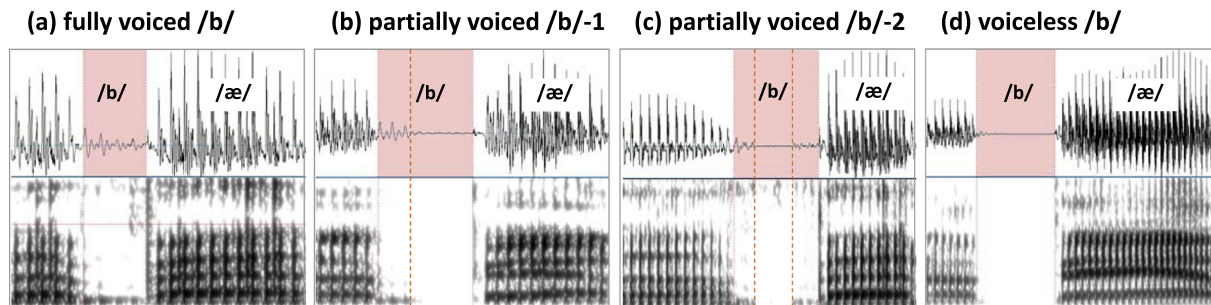 (a) fully voiced /b/
(b) partially voiced /b/-1
(c) partially voiced /b/-2
(d) voiceless /b/
/b/
/æ/
/b/
/æ/
/b/
/æ/
/b/
/æ/